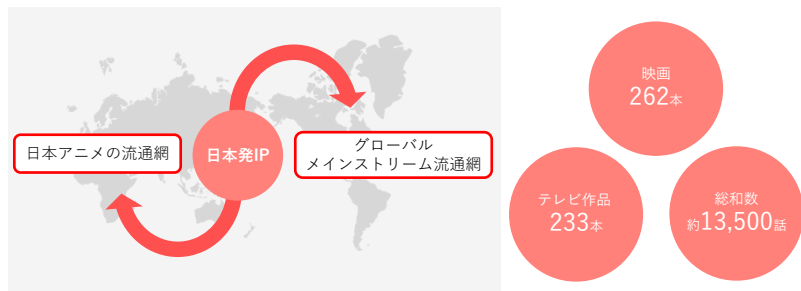 日本アニメの流通網
日本発IP
グローバル
メインストリーム流通網
映画
262本
テレビ作品
233本
総和数
約13,500話